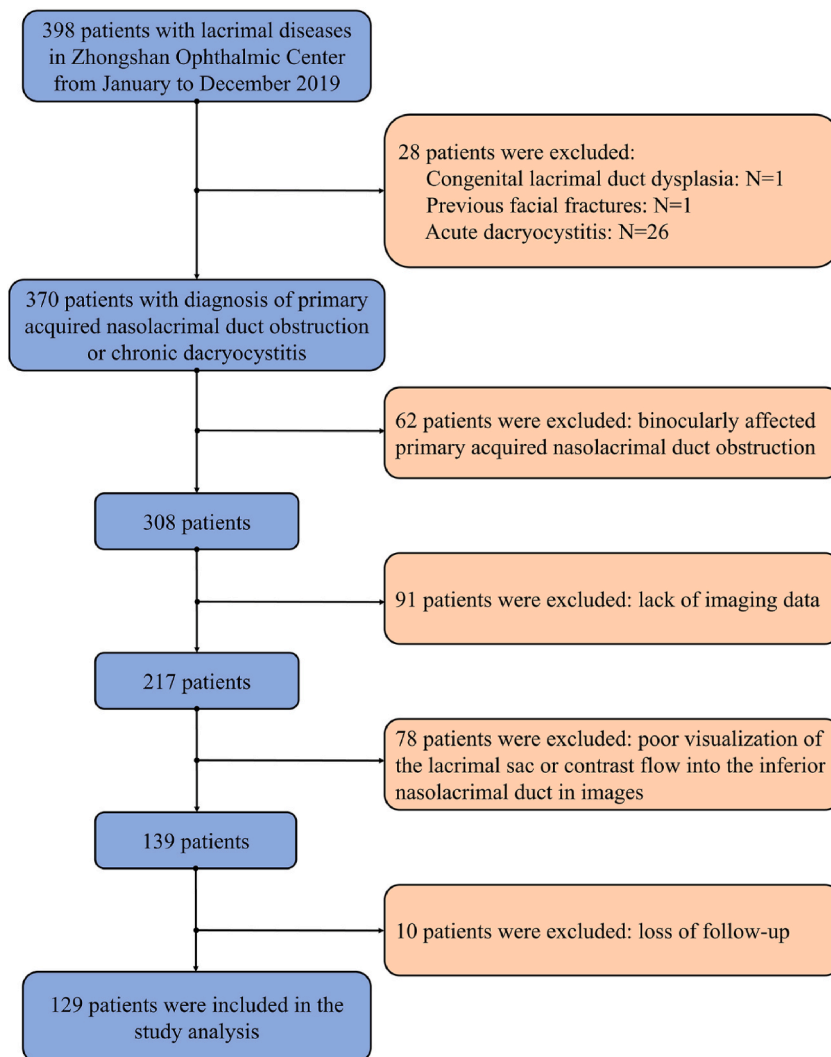 398 patients with lacrimal diseases
in Zhongshan Ophthalmic Center
from January to December 2019
28 patients were excluded:
Congenital lacrimal duct dysplasia: N=1
Previous facial fractures: N=1
Acute dacryocystitis: N=26
370 patients with diagnosis of primary
acquired nasolacrimal duct obstruction
or chronic dacryocystitis
62 patients were excluded: binocularly affected
primary acquired nasolacrimal duct obstruction
308 patients
91 patients were excluded: lack of imaging data
217 patients
78 patients were excluded: poor visualization of
the lacrimal sac or contrast flow into the inferior
nasolacrimal duct in images
139 patients
10 patients were excluded: loss of follow-up
129 patients were included in the
study analysis